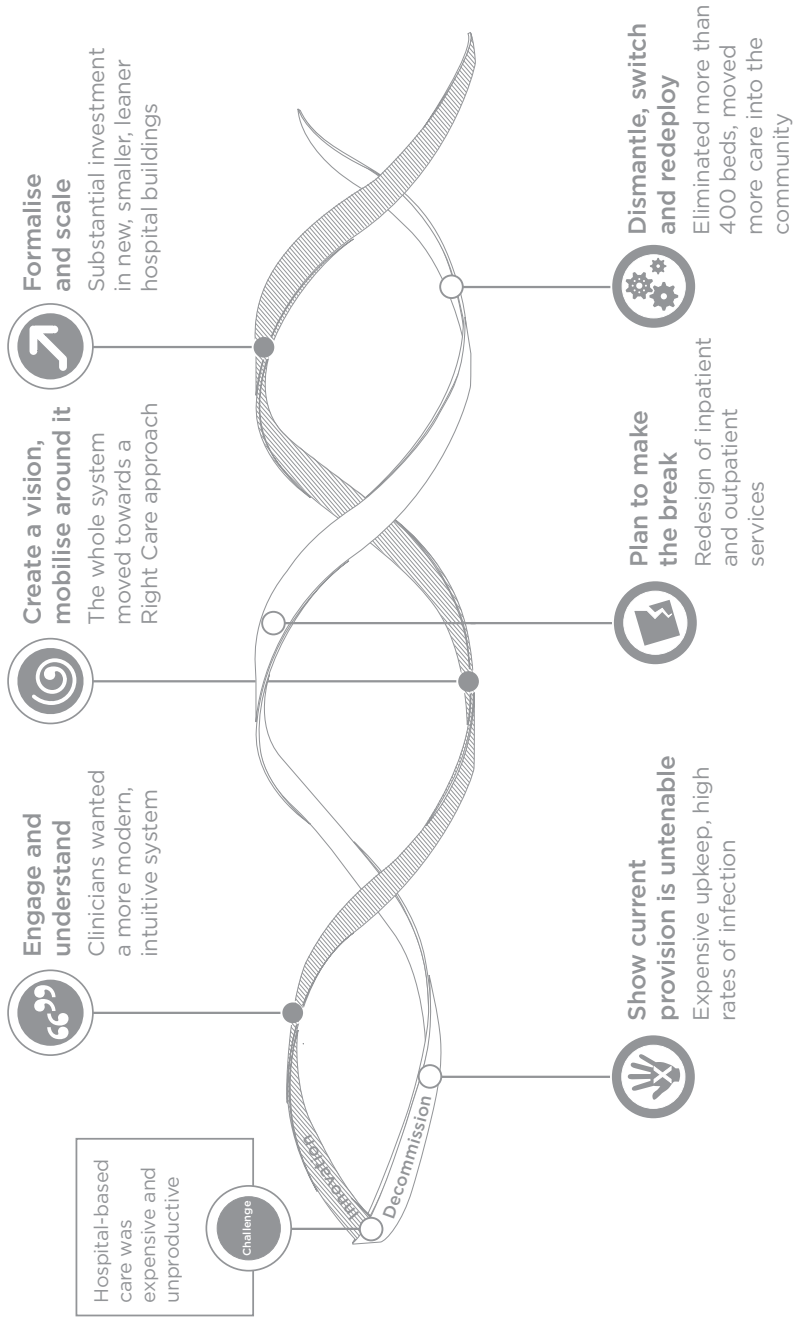 Hospital-based
care was
expensive and
unproductive
Challenge
Innovation
Decommission
Engage and
understand
Clinicians wanted
a more modern,
intuitive system
Create a vision,
mobilise around it
The whole system
moved towards a
Right Care approach
Formalise
and scale
Substantial investment
in new, smaller, leaner
hospital buildings
Show current
provision is untenable
Expensive upkeep, high
rates of infection
Plan to make
the break
Redesign of inpatient
and outpatient
services
Dismantle, switch
and redeploy
Eliminated more than
400 beds, moved
more care into the
community